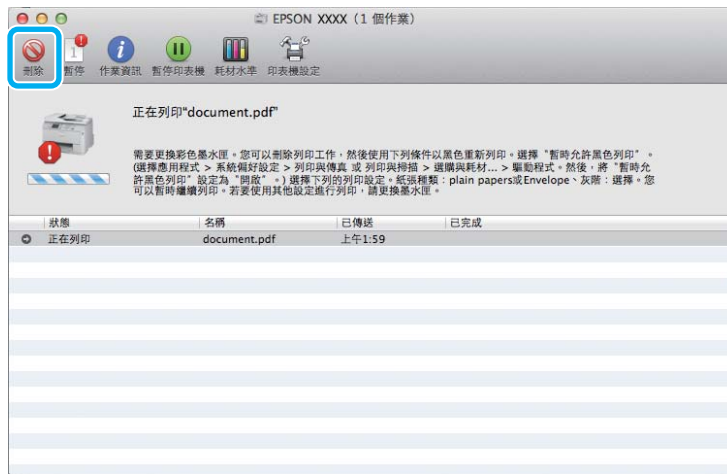 EPSON XXXX（1 個作業）
刪除 暫停 作業資訊 暫停印表機 耗材水準 印表機設定
正在列印“document.pdf”
需要更換彩色墨水匣。您可以刪除列印工作，然後使用下列條件以黑色重新列印。選擇“暫時允許黑色列印”。
(選擇應用程式 > 系統偏好設定 > 列印與傳真 或 列印與掃描 > 選購與耗材... > 驅動程式。然後，將“暫時允
許黑色列印”設定為“開啟”。) 選擇下列的列印設定。紙張種類：plain papers或Envelope、灰階：選擇。您
可以暫時繼續列印。若要使用其他設定進行列印，請更換墨水匣。
狀態 名稱 已傳送 已完成
正在列印 document.pdf 上午1:59